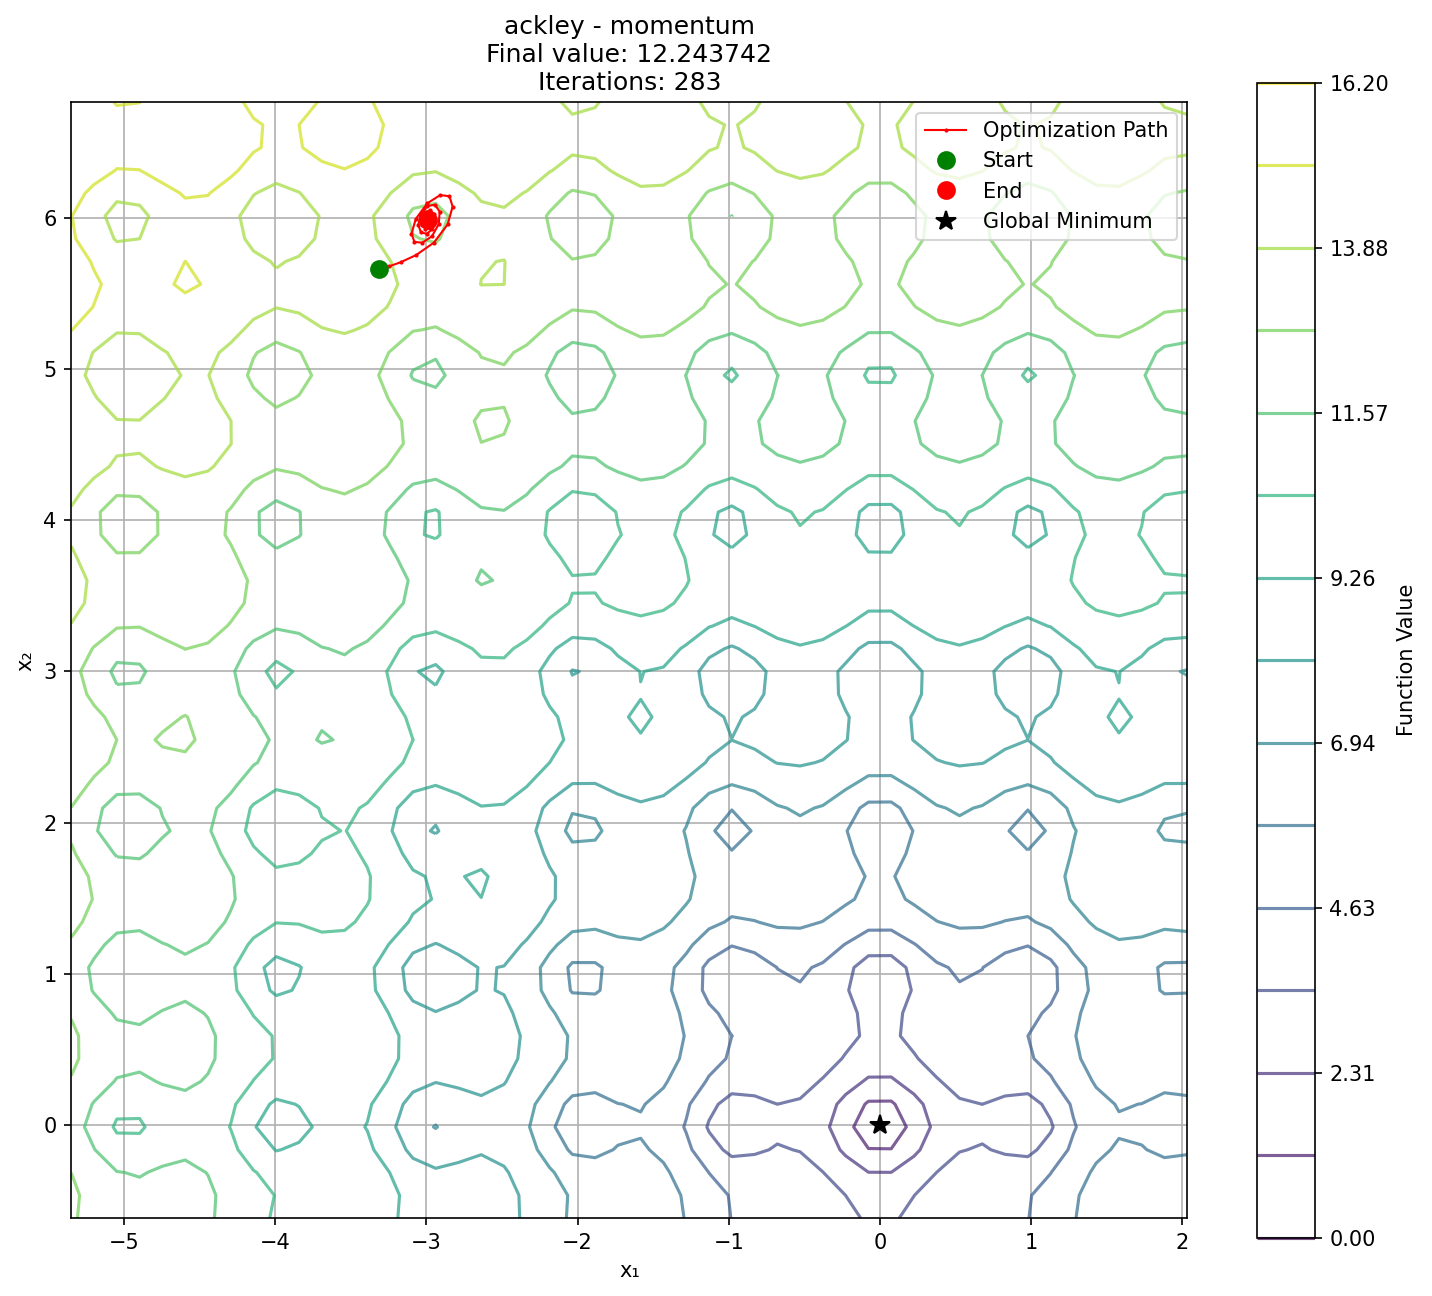 ackley - momentum
Final value: 12.243742
Iterations: 283
Optimization Path
Start
End
Global Minimum
6
5
4
3
2
1
0
x₂
−5
−4
−3
−2
−1
0
1
2
x₁
16.20
13.88
11.57
9.26
6.94
4.63
2.31
0.00
Function Value